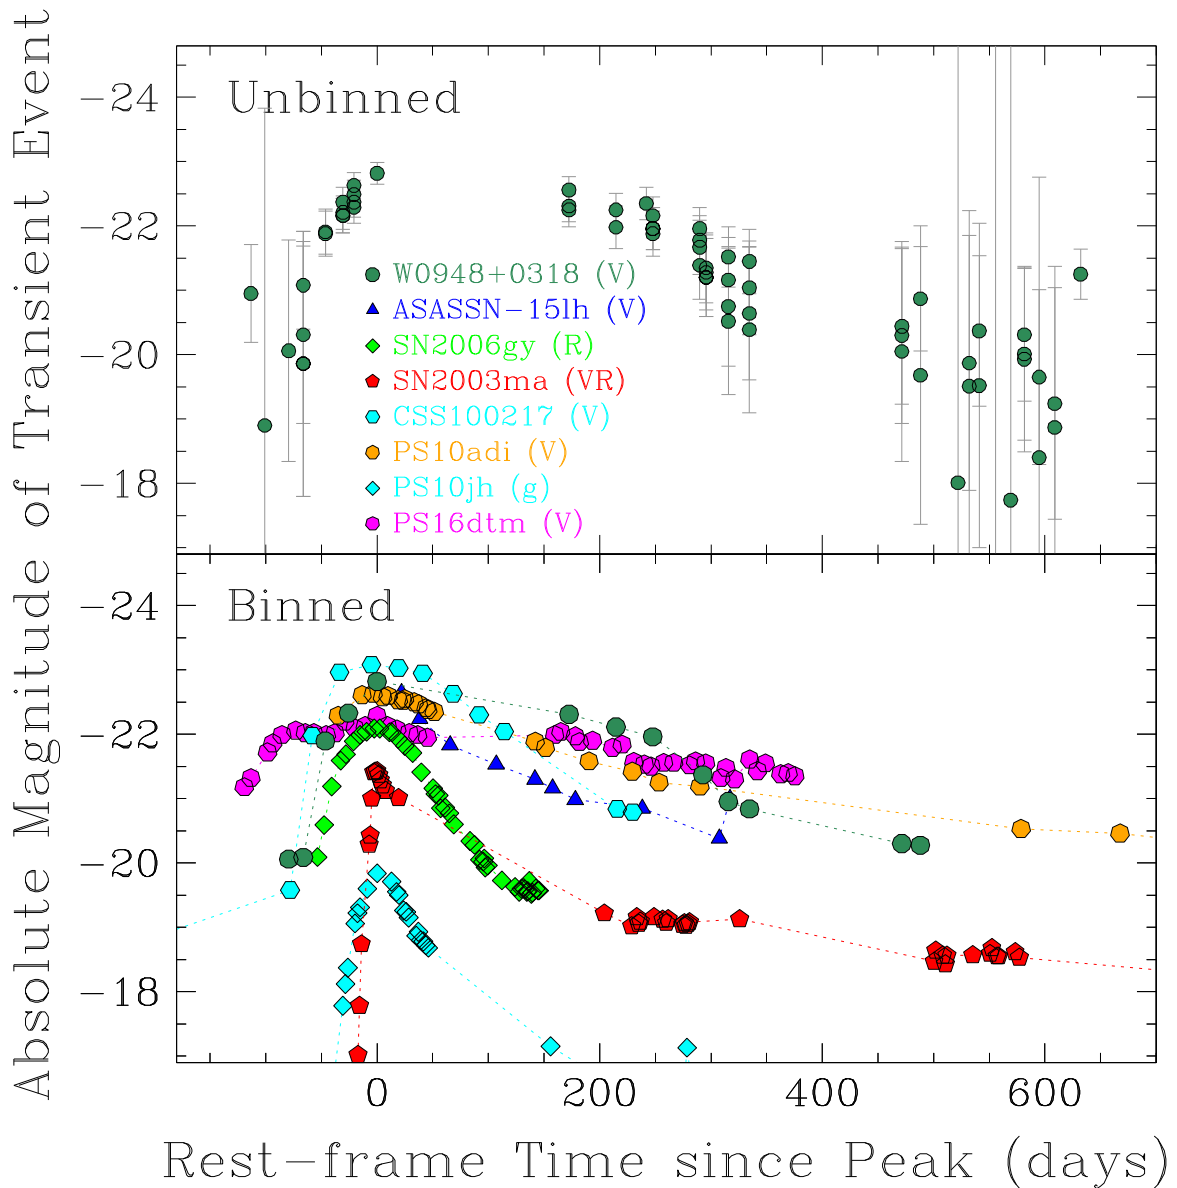 Absolute Magnitude of Transient Event
Unbinned
-24
-22
-20
-18
W0948+0318 (V)
ASASSN-15lh (V)
SN2006gy (R)
SN2003ma (VR)
CSS100217 (V)
PS10adi (V)
PS10jh (g)
PS16dtm (V)
Binned
-24
-22
-20
-18
0 200 400 600
Rest-frame Time since Peak (days)